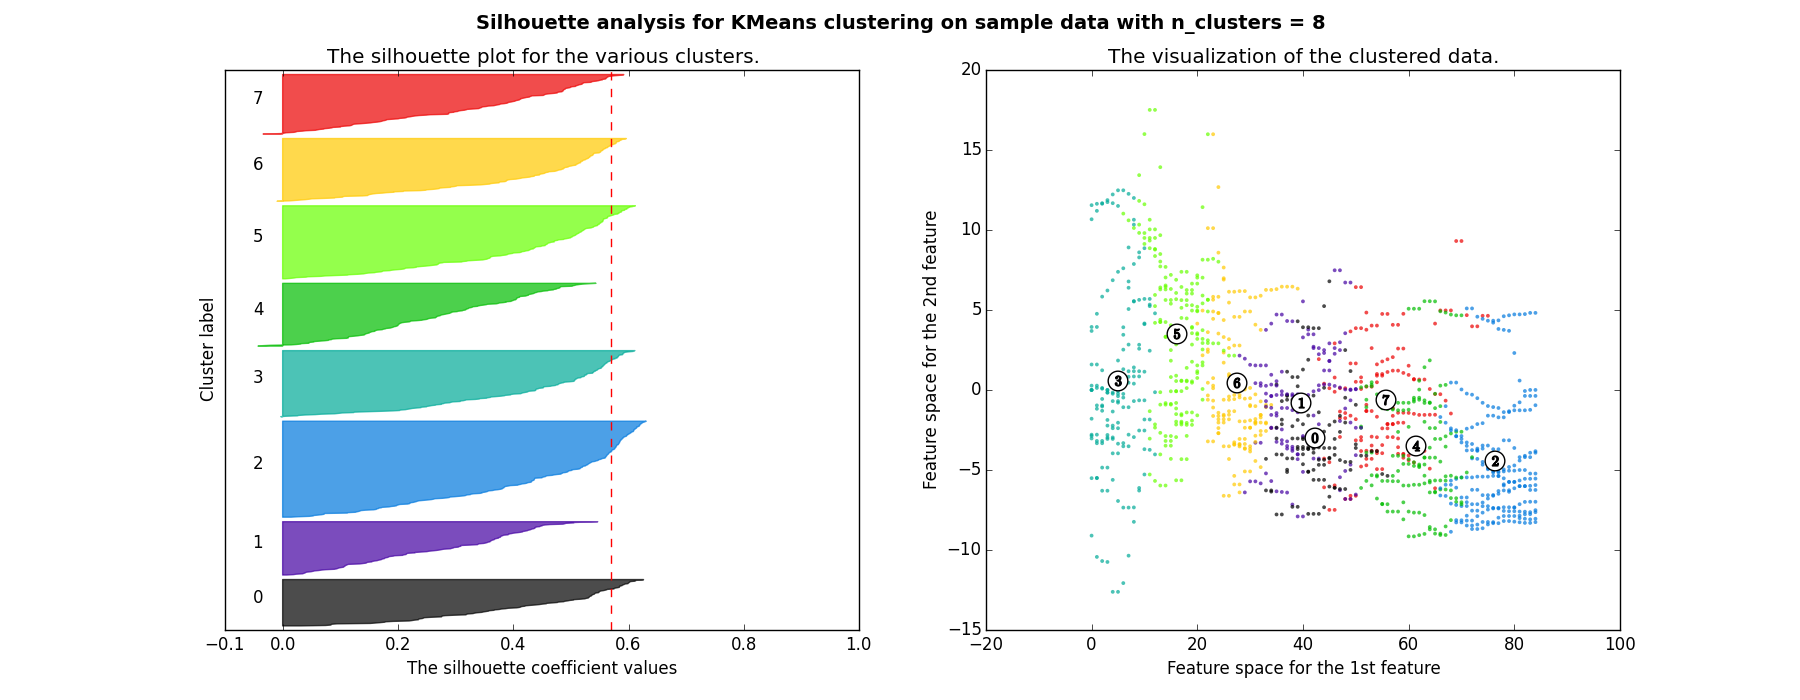 Silhouette analysis for KMeans clustering on sample data with n_clusters = 8
The silhouette plot for the various clusters.
7
6
5
4
3
2
1
0
Cluster label
−0.1 0.0 0.2 0.4 0.6 0.8 1.0
The silhouette coefficient values
The visualization of the clustered data.
20
15
10
5
0
−5
−10
−15
Feature space for the 2nd feature
5
3
6
1
7
0
4
2
−20 0 20 40 60 80 100
Feature space for the 1st feature